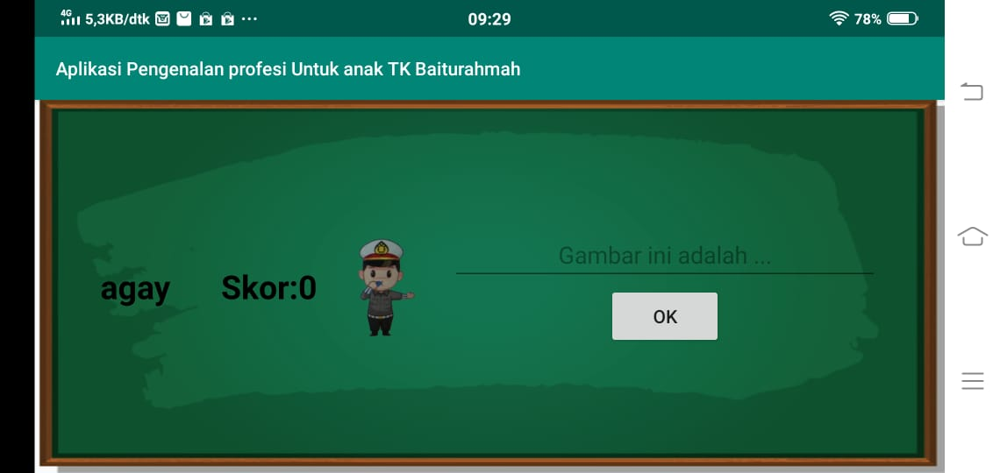 4G 5,3KB/dtk ... 09:29 78%
Aplikasi Pengenalan profesi Untuk anak TK Baiturahmah
Gambar ini adalah ...
agay Skor:0
OK